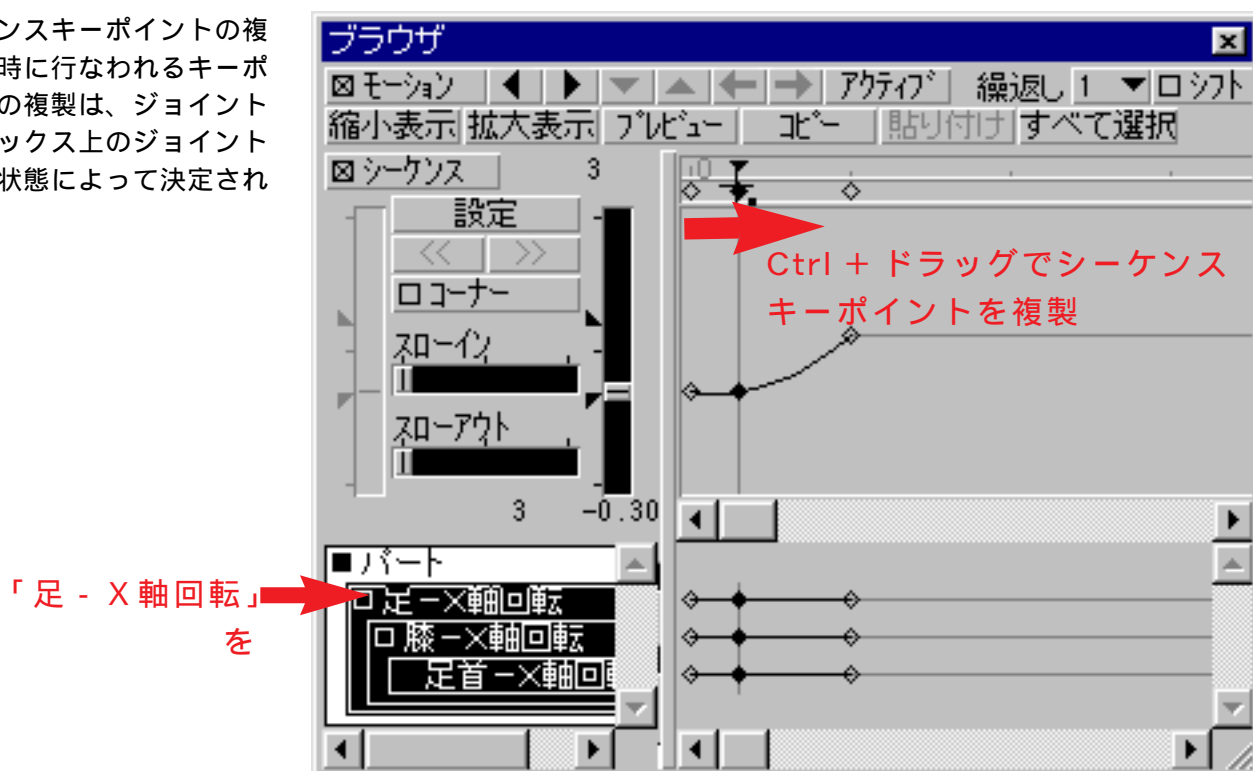 ンスキーポイントの複
時に行なわれるキーポ
の複製は、ジョイント
ックス上のジョイント
状態によって決定され
ブラウザ
モーション アクティブ 繰返し 1 シフト
縮小表示 拡大表示 プレビュー コピー 貼り付け すべて選択
シーケンス 3 0
設定
<< >>
コーナー
Ctrl + ドラッグでシーケンス
キーポイントを複製
スローイン
スローアウト
3 -0.30
パート
「足 - X軸回転」
を
足-X軸回転
膝-X軸回転
足首-X軸回